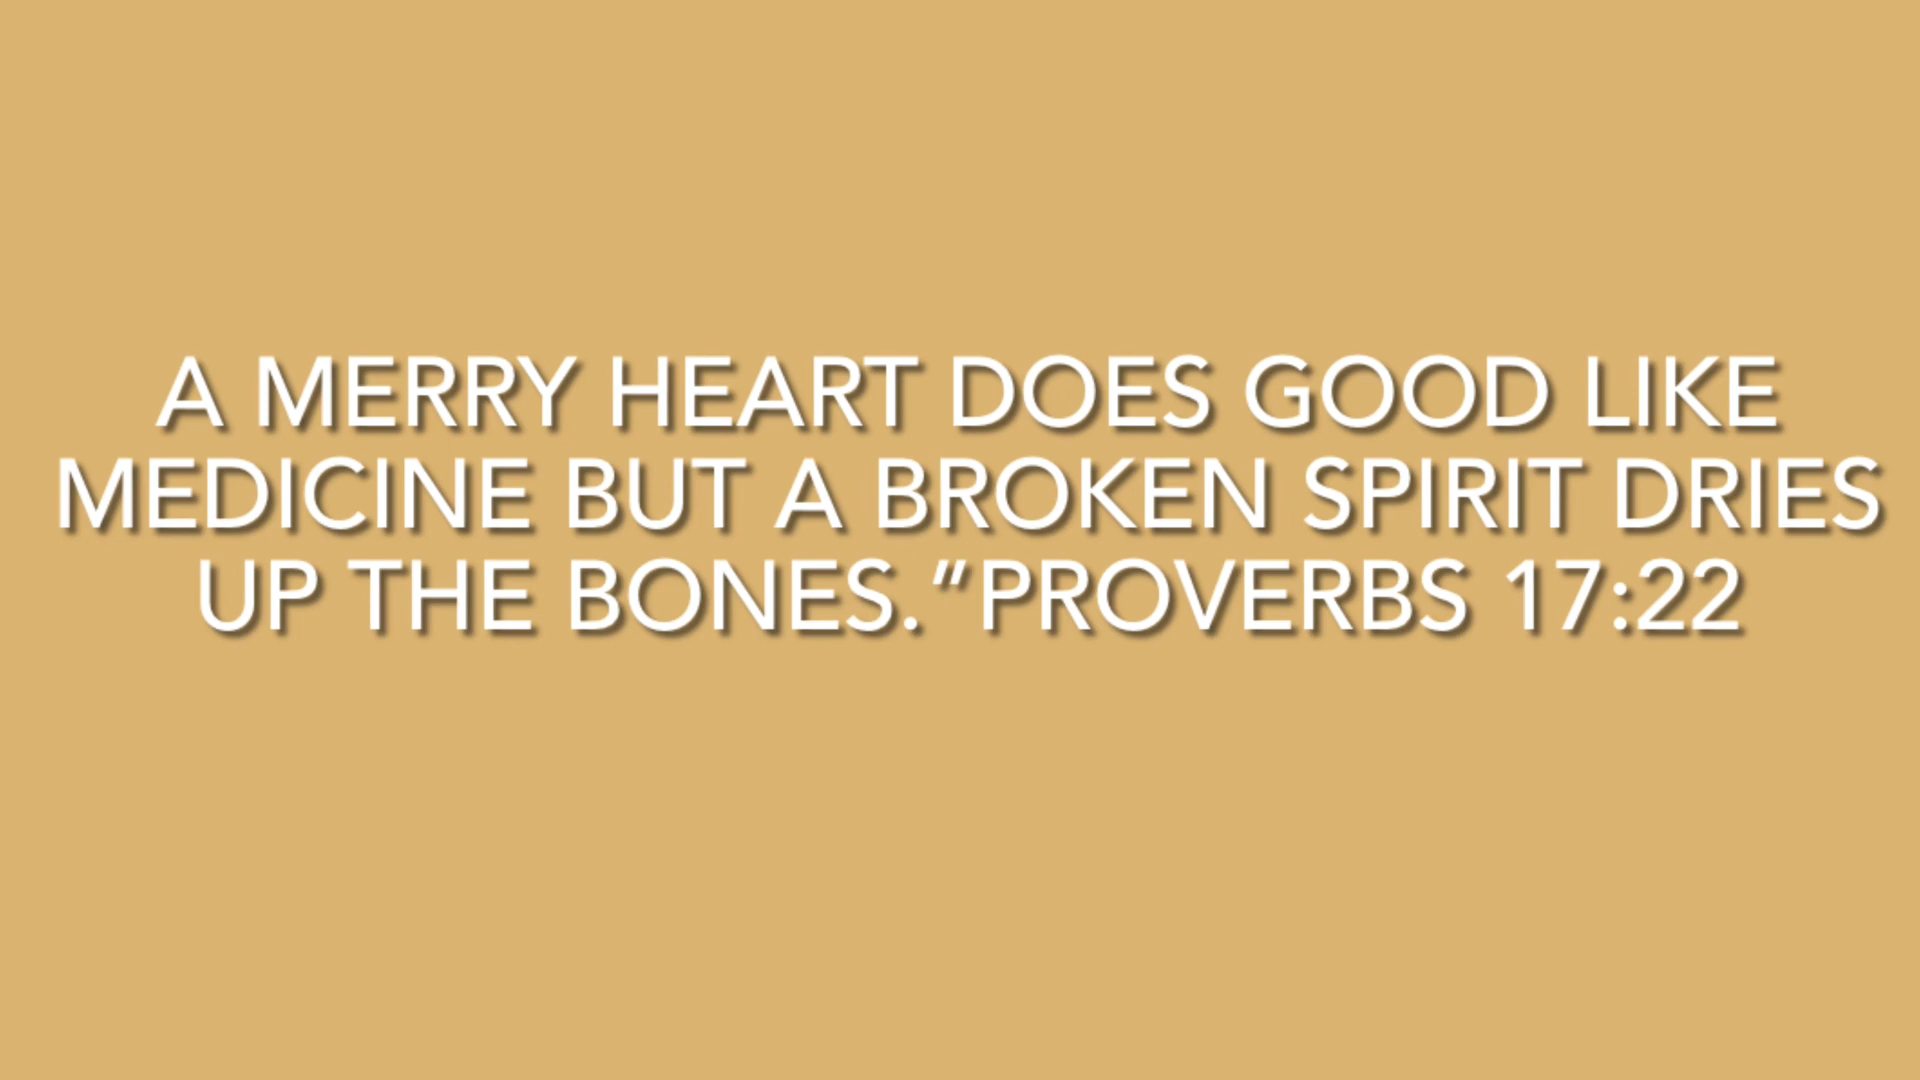 A MERRY HEART DOES GOOD LIKE
MEDICINE BUT A BROKEN SPIRIT DRIES
UP THE BONES.”PROVERBS 17:22